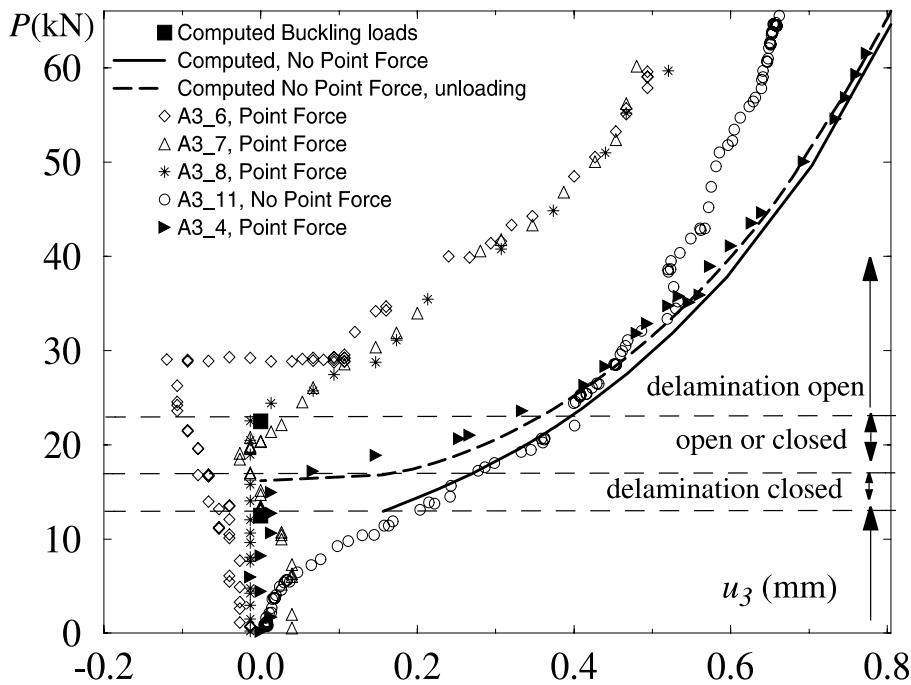 P(kN)
60
50
40
30
20
10
0
Computed Buckling loads
Computed, No Point Force
Computed No Point Force, unloading
A3_6, Point Force
A3_7, Point Force
A3_8, Point Force
A3_11, No Point Force
A3_4, Point Force
delamination open
open or closed
delamination closed
u3 (mm)
-0.2 0.0 0.2 0.4 0.6 0.8